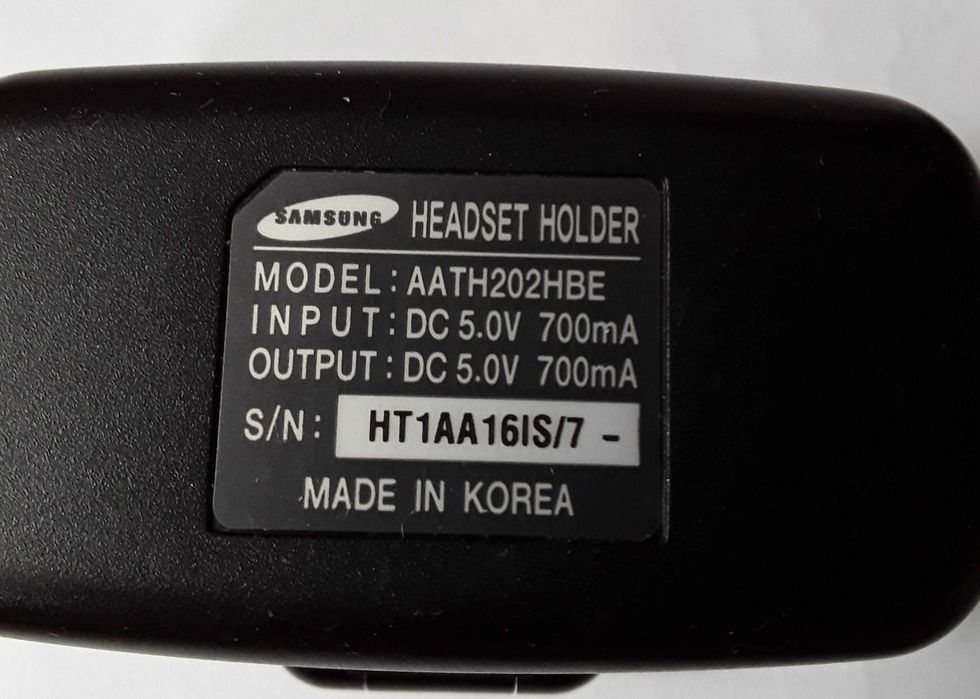 SAMSUNG HEADSET HOLDER
MODEL: AATH202HBE
INPUT: DC 5.0V 700mA
OUTPUT: DC 5.0V 700mA
S/N: HT1AA16IS/7 -
MADE IN KOREA